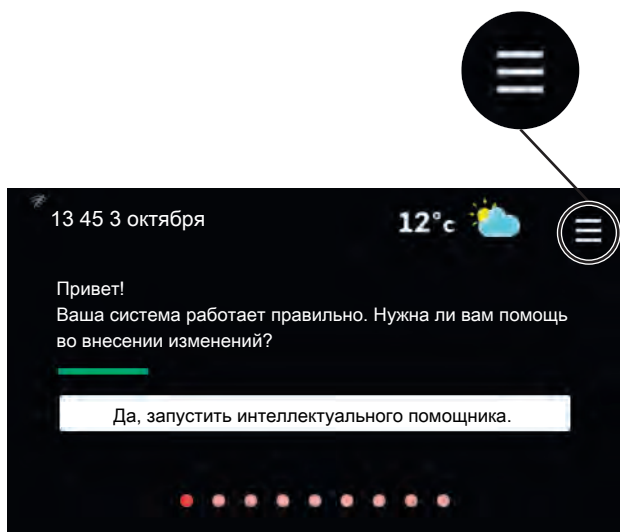 13 45 3 октября
12°c
Привет!
Ваша система работает правильно. Нужна ли вам помощь
во внесении изменений?
Да, запустить интеллектуального помощника.